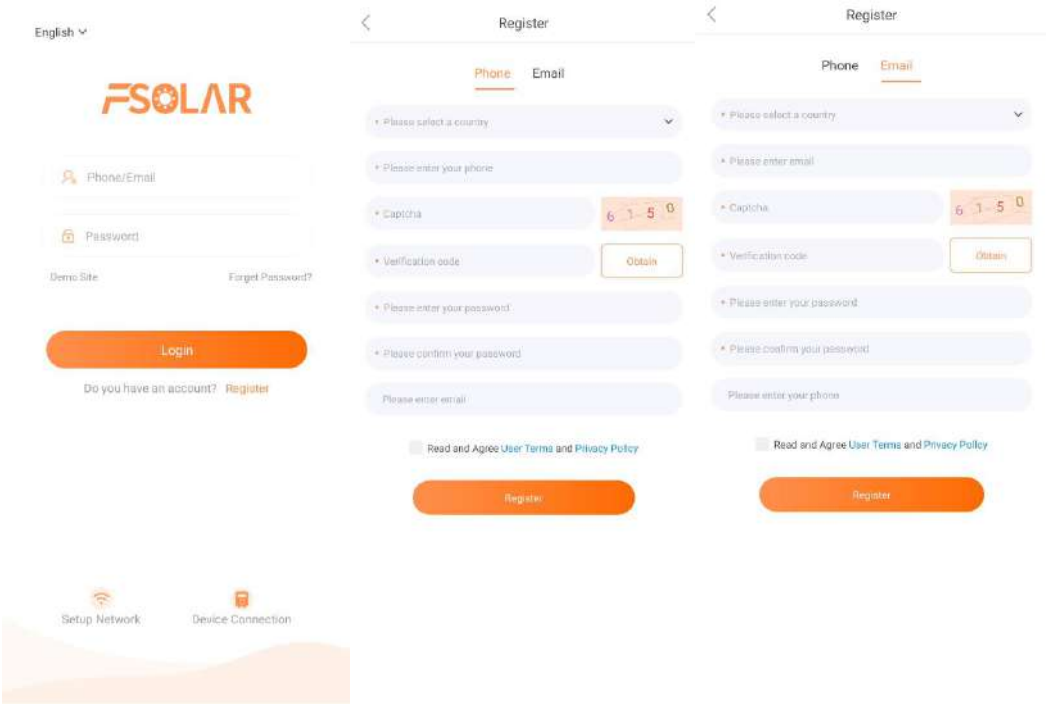 English
FSOLAR
Phone/Email
Password
Demo Site
Forget Password?
Login
Do you have an account? Register
Setup Network
Device Connection
Register
Phone
Email
* Please select a country
* Please enter your phone
* Captcha
6 1 5 0
* Verification code
Obtain
* Please enter your password
* Please confirm your password
Please enter email
Read and Agree User Terms and Privacy Policy
Register
Register
Phone
Email
* Please select a country
* Please enter email
* Captcha
6 1 5 0
* Verification code
Obtain
* Please enter your password
* Please confirm your password
Please enter your phone
Read and Agree User Terms and Privacy Policy
Register